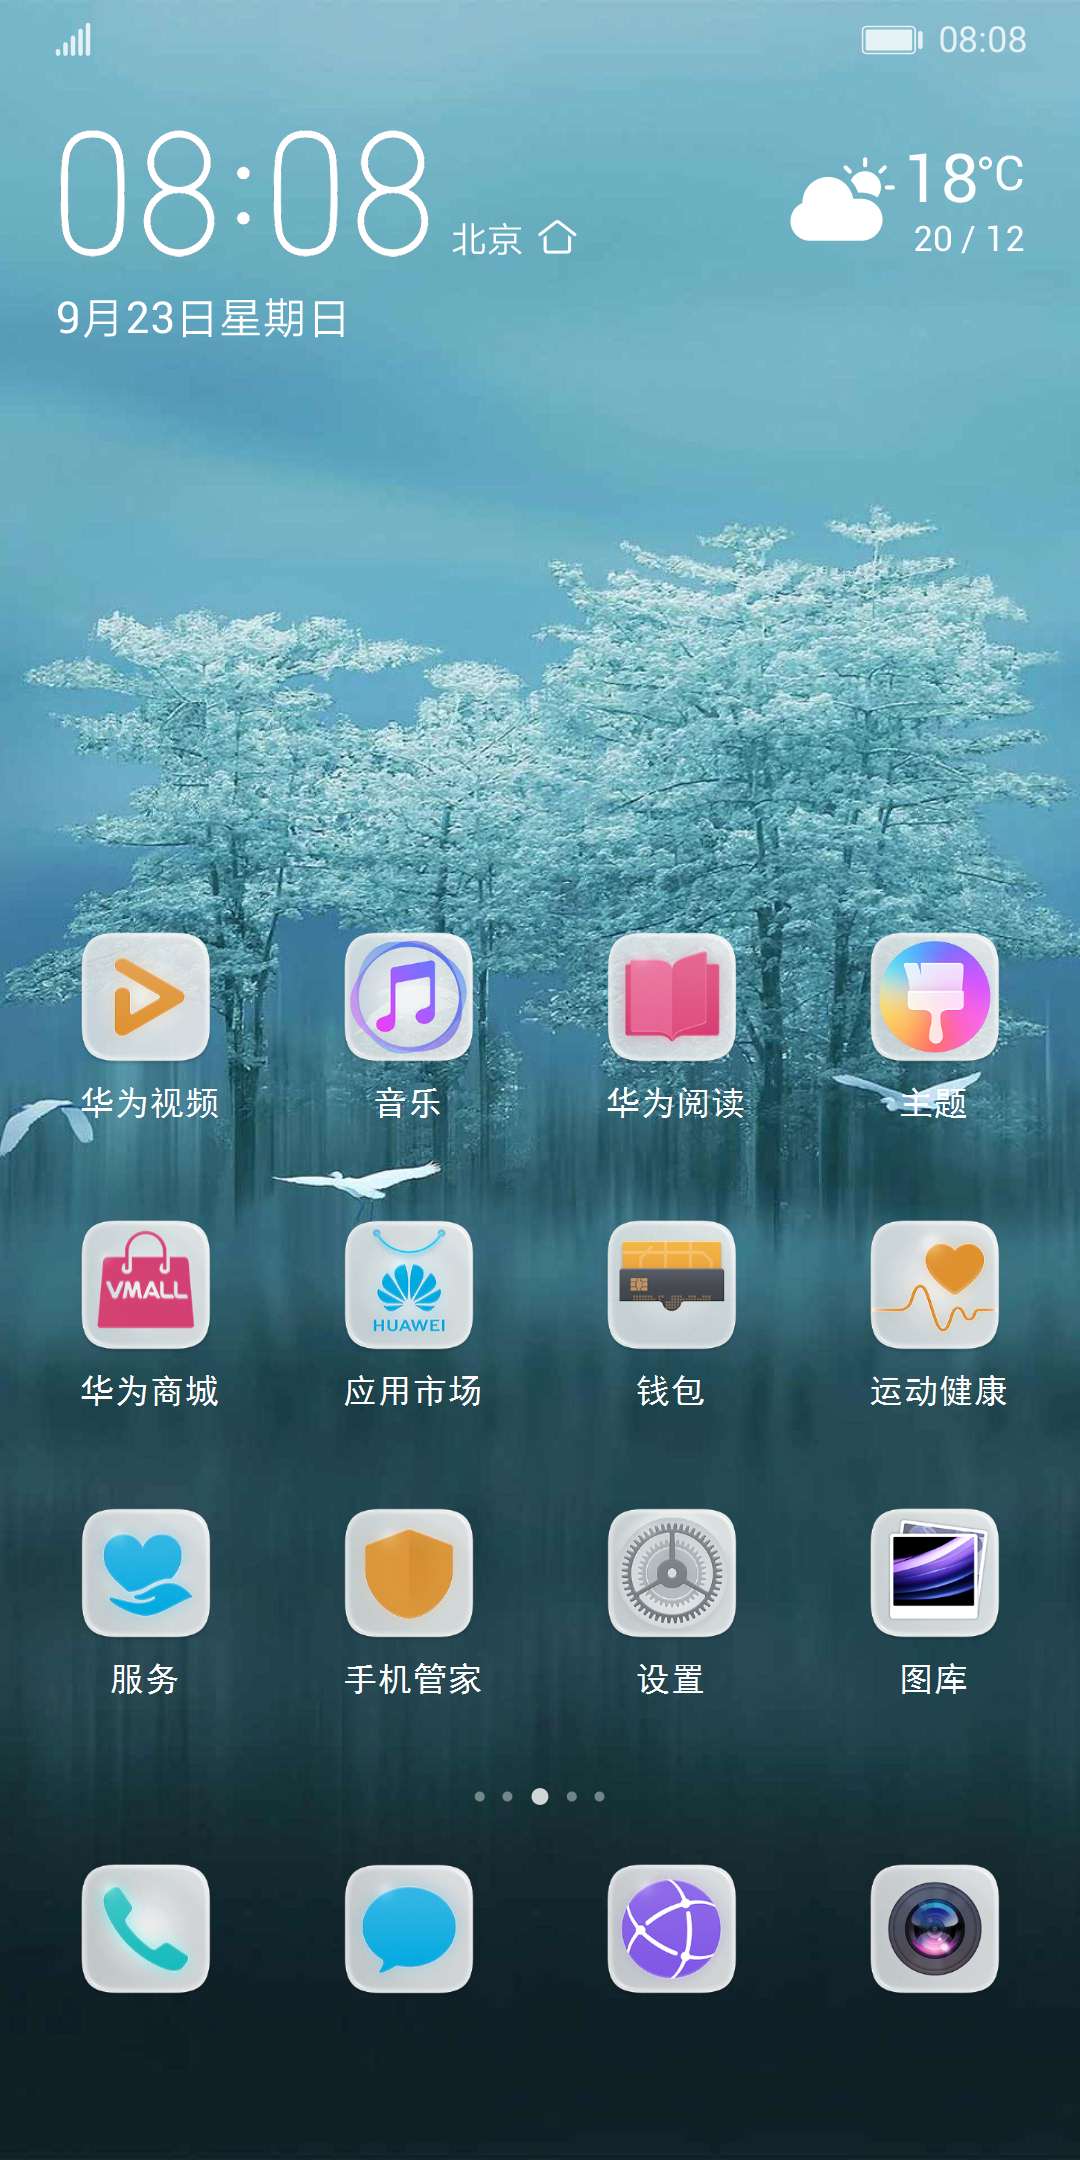 08:08
08:08 北京
18°C
20 / 12
9月23日星期日
华为视频 音乐 华为阅读 主题
VMALL HUAWEI
华为商城 应用市场 钱包 运动健康
服务 手机管家 设置 图库